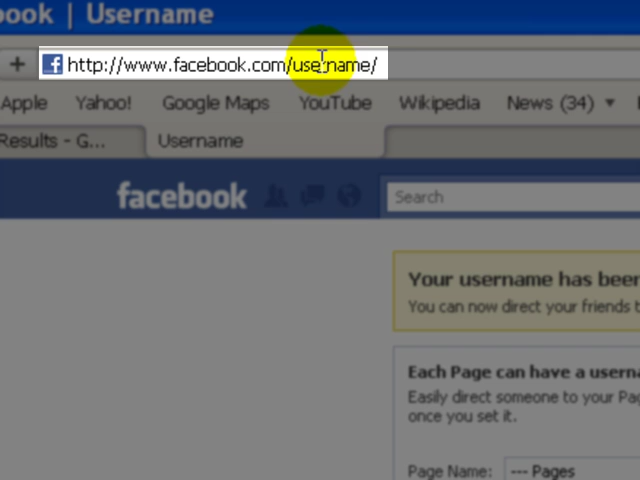 ook | Username
+ http://www.facebook.com/username/
Apple Yahoo! Google Maps YouTube Wikipedia News (34)
Results - G... Username
facebook Search
Your username has been
You can now direct your friends t
Each Page can have a userna
Easily direct someone to your Pag
once you set it.
Page Name: --- Pages